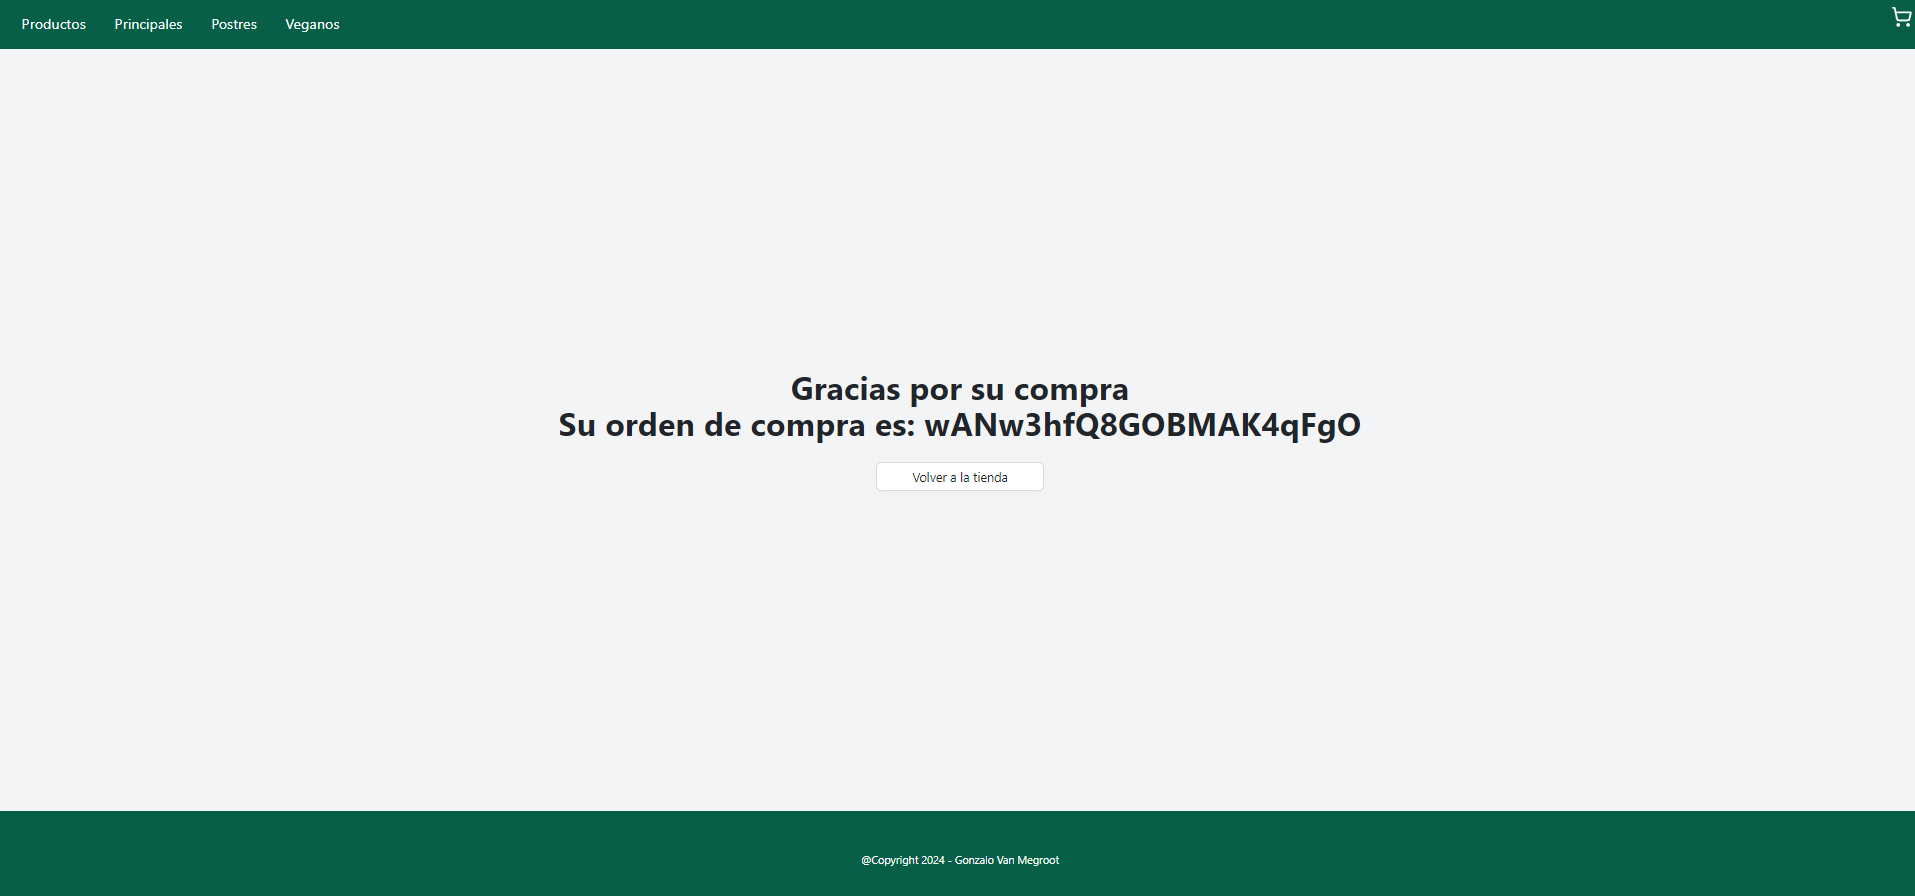 Productos Principales Postres Veganos
Gracias por su compra
Su orden de compra es: wANw3hfQ8GOBMAK4qFgO
Volver a la tienda
@Copyright 2024 - Gonzalo Van Megroot